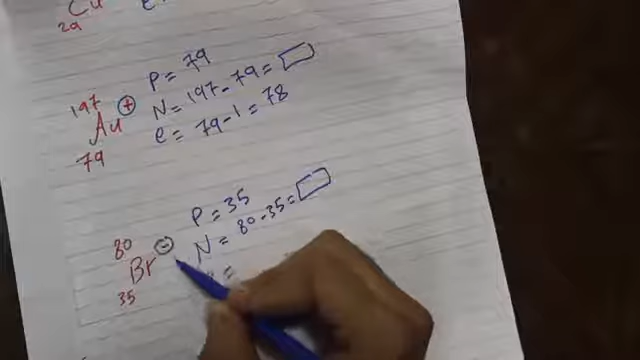 Cu
29
P = 79
197 Au ⊕ N = 197 - 79 = ▭
79 e = 79 - 1 = 78
P = 35
80 Br ⊖ N = 80 - 35 = ▭
35 =